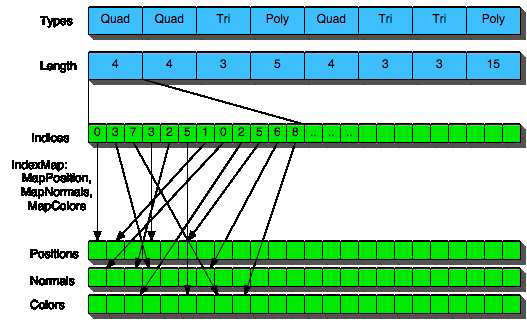 Types Quad Quad Tri Poly Quad Tri Tri Poly
Length 4 4 3 5 4 3 3 15
Indices 0 3 7 3 2 5 1 0 2 5 6 8 .. .. ..
IndexMap:
MapPosition,
MapNormals,
MapColors
Positions
Normals
Colors